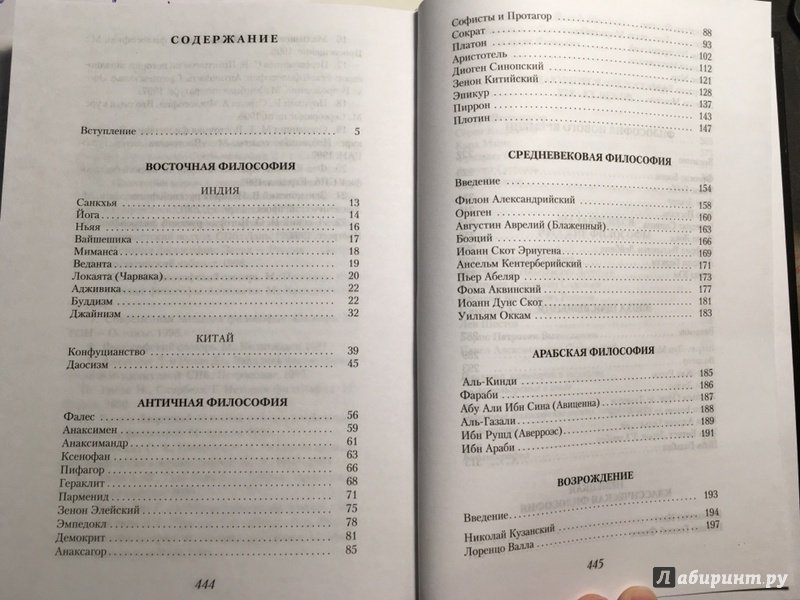 СОДЕРЖАНИЕ
Вступление 5
ВОСТОЧНАЯ ФИЛОСОФИЯ
ИНДИЯ
Санкхья 13
Йога 14
Ньяя 16
Вайшешика 17
Миманса 18
Веданта 19
Локаята (Чарвака) 20
Адживика 22
Буддизм 22
Джайнизм 32
КИТАЙ
Конфуцианство 39
Даосизм 45
АНТИЧНАЯ ФИЛОСОФИЯ
Фалес 56
Анаксимен 59
Анаксимандр 61
Ксенофан 63
Пифагор 66
Гераклит 68
Парменид 71
Зенон Элейский 75
Эмпедокл 78
Демокрит 81
Анаксагор 85
444
Софисты и Протагор 88
Сократ 93
Платон 102
Аристотель 112
Диоген Синопский 121
Зенон Китийский 128
Эпикур 137
Пиррон 143
Плотин 147
СРЕДНЕВЕКОВАЯ ФИЛОСОФИЯ
Введение 154
Филон Александрийский 158
Ориген 160
Августин Аврелий (Блаженный) 163
Боэций 166
Иоанн Скот Эриугена 169
Ансельм Кентерберийский 171
Пьер Абеляр 173
Фома Аквинский 177
Иоанн Дунс Скот 181
Уильям Оккам 183
АРАБСКАЯ ФИЛОСОФИЯ
Аль-Кинди 185
Фараби 186
Абу Али Ибн Сина (Авиценна) 187
Аль-Газали 188
Ибн Рушд (Аверроэс) 189
Ибн Араби 191
ВОЗРОЖДЕНИЕ
Введение 193
Николай Кузанский 194
Лоренцо Валла 197
445
Лабиринт.ру